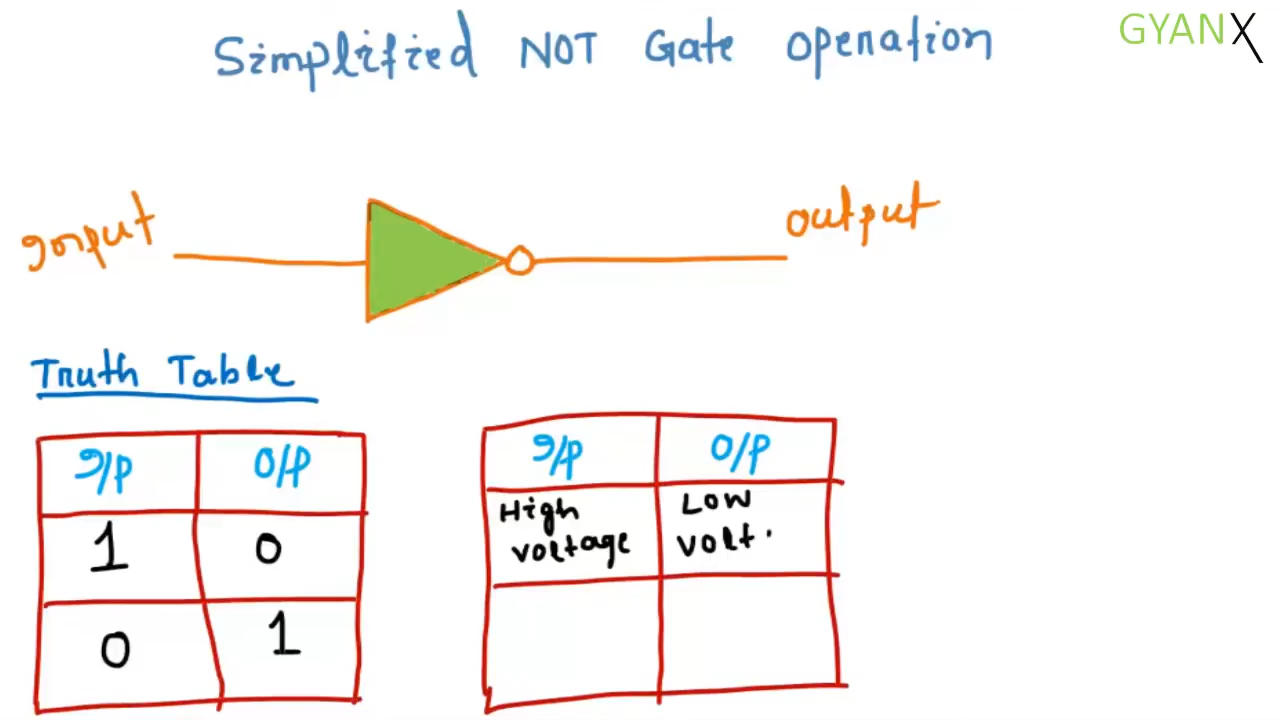 GYANX
Simplified NOT Gate operation
Input
output
Truth Table
I/P O/P
1 0
0 1
I/P O/P
High Low
voltage volt.